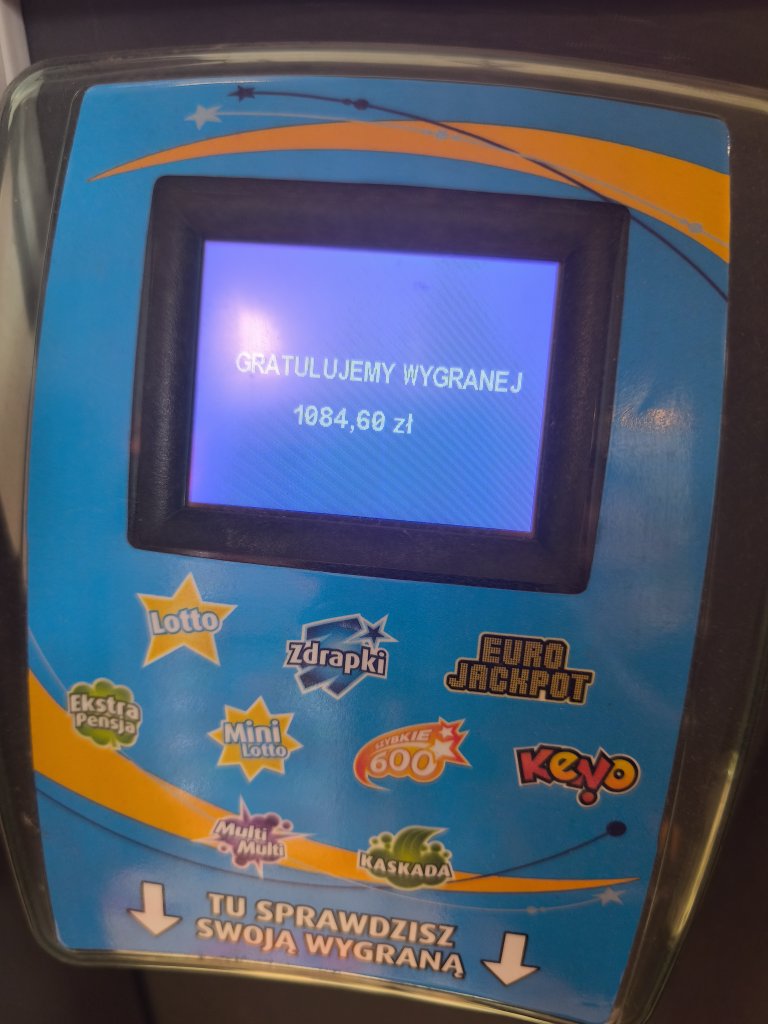 GRATULUJEMY WYGRANEJ
1084,60 zł
Lotto
Zdrapki
EURO
JACKPOT
Ekstra
Pensja
Mini
Lotto
SZYBKIE
600
Keno
Multi
Multi
KASKADA
TU SPRAWDZISZ
SWOJĄ WYGRANĄ